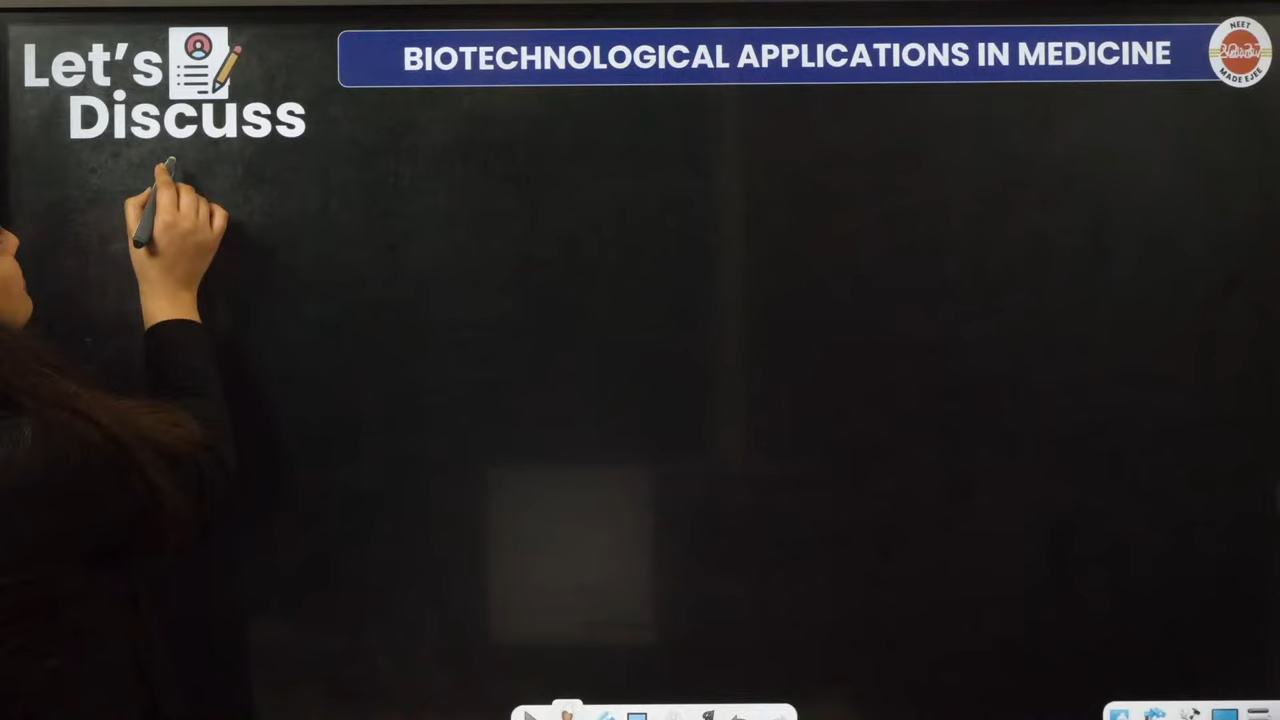 Let's
Discuss
BIOTECHNOLOGICAL APPLICATIONS IN MEDICINE
NEET
MADE EJEE